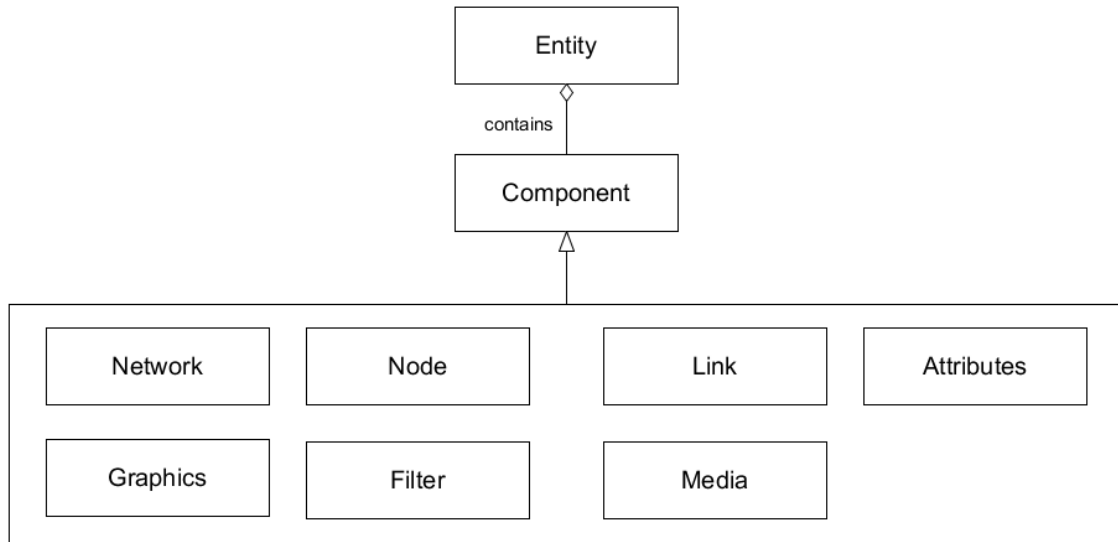 Entity
contains
Component
Network
Node
Link
Attributes
Graphics
Filter
Media